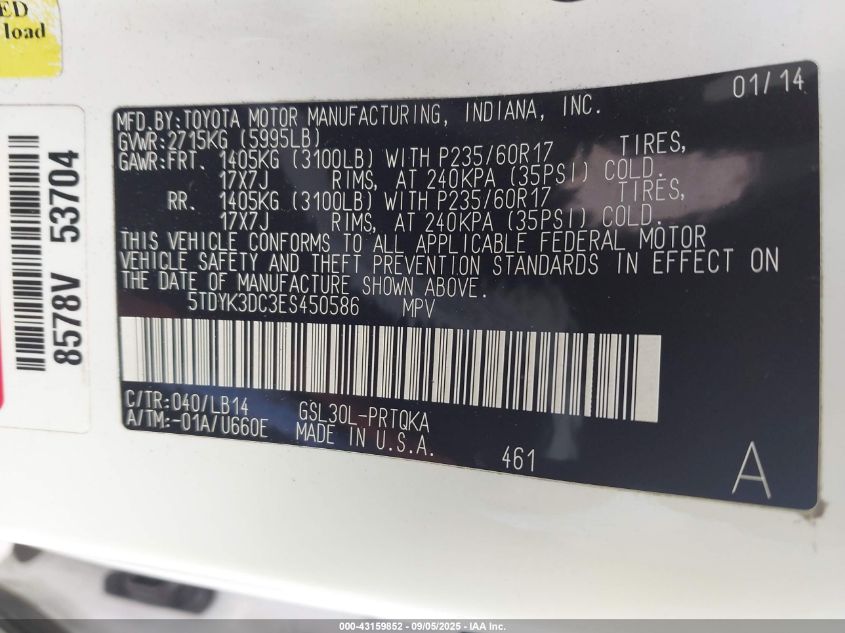 ED
load
8578V 53704
01/14
MFD.BY:TOYOTA MOTOR MANUFACTURING, INDIANA, INC.
GVWR:2715KG (5995LB)
GAWR:FRT. 1405KG (3100LB) WITH P235/60R17 TIRES,
17X7J RIMS, AT 240KPA (35PSI) COLD.
RR. 1405KG (3100LB) WITH P235/60R17 TIRES,
17X7J RIMS, AT 240KPA (35PSI) COLD.
THIS VEHICLE CONFORMS TO ALL APPLICABLE FEDERAL MOTOR
VEHICLE SAFETY AND THEFT PREVENTION STANDARDS IN EFFECT ON
THE DATE OF MANUFACTURE SHOWN ABOVE.
5TDYK3DC3ES450586 MPV
C/TR:040/LB14 GSL30L-PRTQKA
A/TM:-01A/U660E MADE IN U.S.A.
461
A
000-43159852 - 09/05/2025 - IAA Inc.